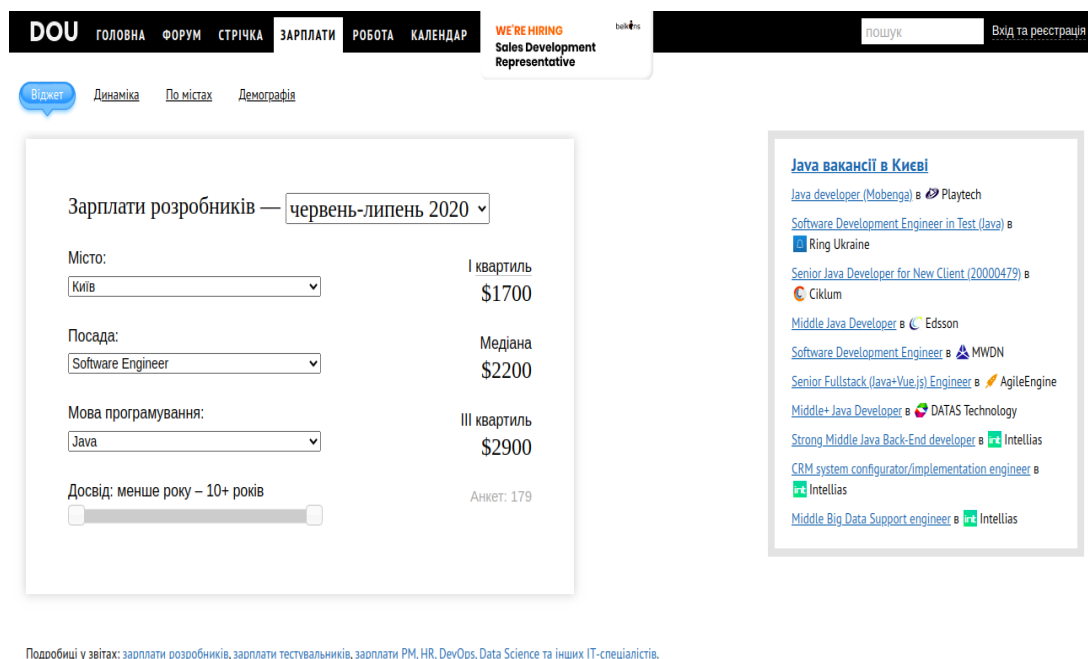 DOU ГОЛОВНА ФОРУМ СТРІЧКА ЗАРПЛАТИ РОБОТА КАЛЕНДАР
WE'RE HIRING
belkins
Sales Development
Representative
пошук
Вхід та реєстрація
Віджет Динаміка По містах Демографія
Зарплати розробників — червень-липень 2020
Місто:
Київ
I квартиль
$1700
Посада:
Software Engineer
Медіана
$2200
Мова програмування:
Java
III квартиль
$2900
Досвід: менше року – 10+ років
Анкет: 179
Java вакансії в Києві
Java developer (Mobenga) в Playtech
Software Development Engineer in Test (Java) в
Ring Ukraine
Senior Java Developer for New Client (20000479) в
Ciklum
Middle Java Developer в Edsson
Software Development Engineer в MWDN
Senior Fullstack (Java+Vue.js) Engineer в AgileEngine
Middle+ Java Developer в DATAS Technology
Strong Middle Java Back-End developer в int Intellias
CRM system configurator/implementation engineer в
int Intellias
Middle Big Data Support engineer в int Intellias
Подробиці у звітах: зарплати розробників, зарплати тестувальників, зарплати PM, HR, DevOps, Data Science та інших IT-спеціалістів.